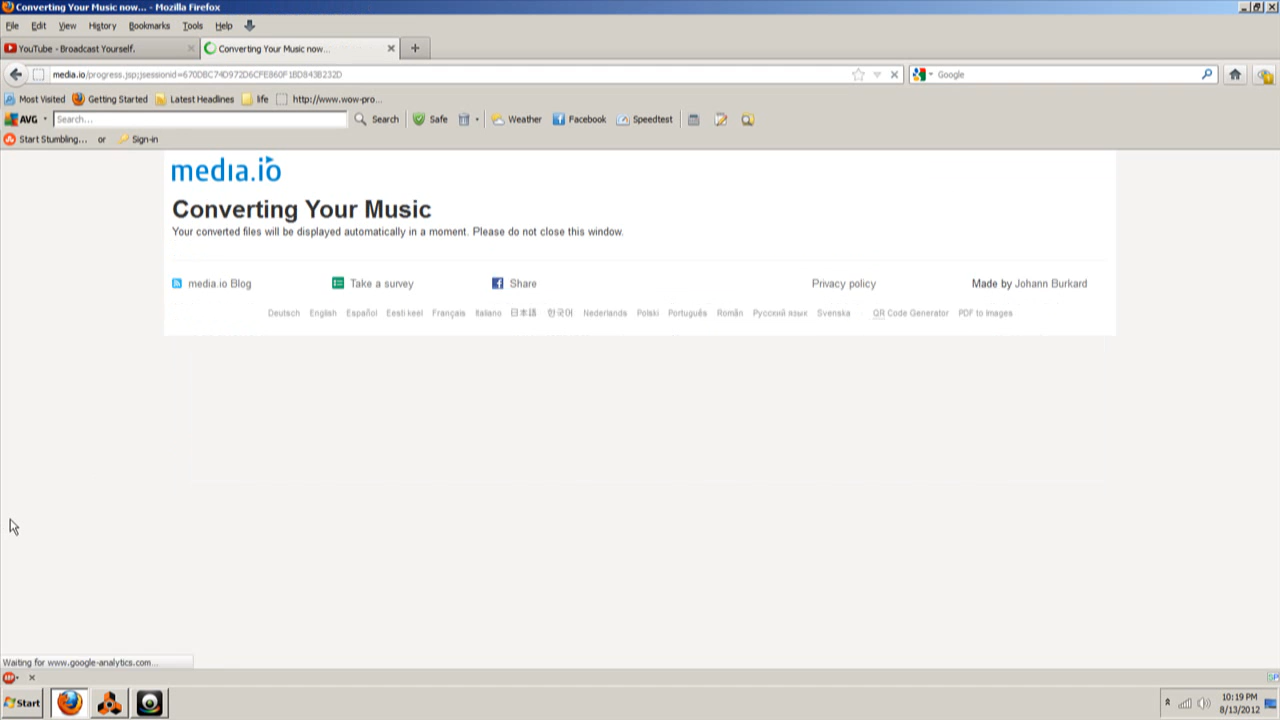 Converting Your Music now... - Mozilla Firefox
File Edit View History Bookmarks Tools Help
YouTube - Broadcast Yourself. Converting Your Music now...
media.io/progress.jsp;jsessionid=670DBC74D972D6CFE860F1BD843B232D Google
Most Visited Getting Started Latest Headlines life http://www.wow-pro...
AVG Search... Search Safe Weather Facebook Speedtest
Start Stumbling... or Sign-in
media.io
Converting Your Music
Your converted files will be displayed automatically in a moment. Please do not close this window.
media.io Blog Take a survey Share Privacy policy Made by Johann Burkard
Deutsch English Español Eesti keel Français Italiano 日本語 한국어 Nederlands Polski Português Român Русский язык Svenska QR Code Generator PDF to Images
Waiting for www.google-analytics.com...
ABP
Start 10:19 PM
8/13/2012